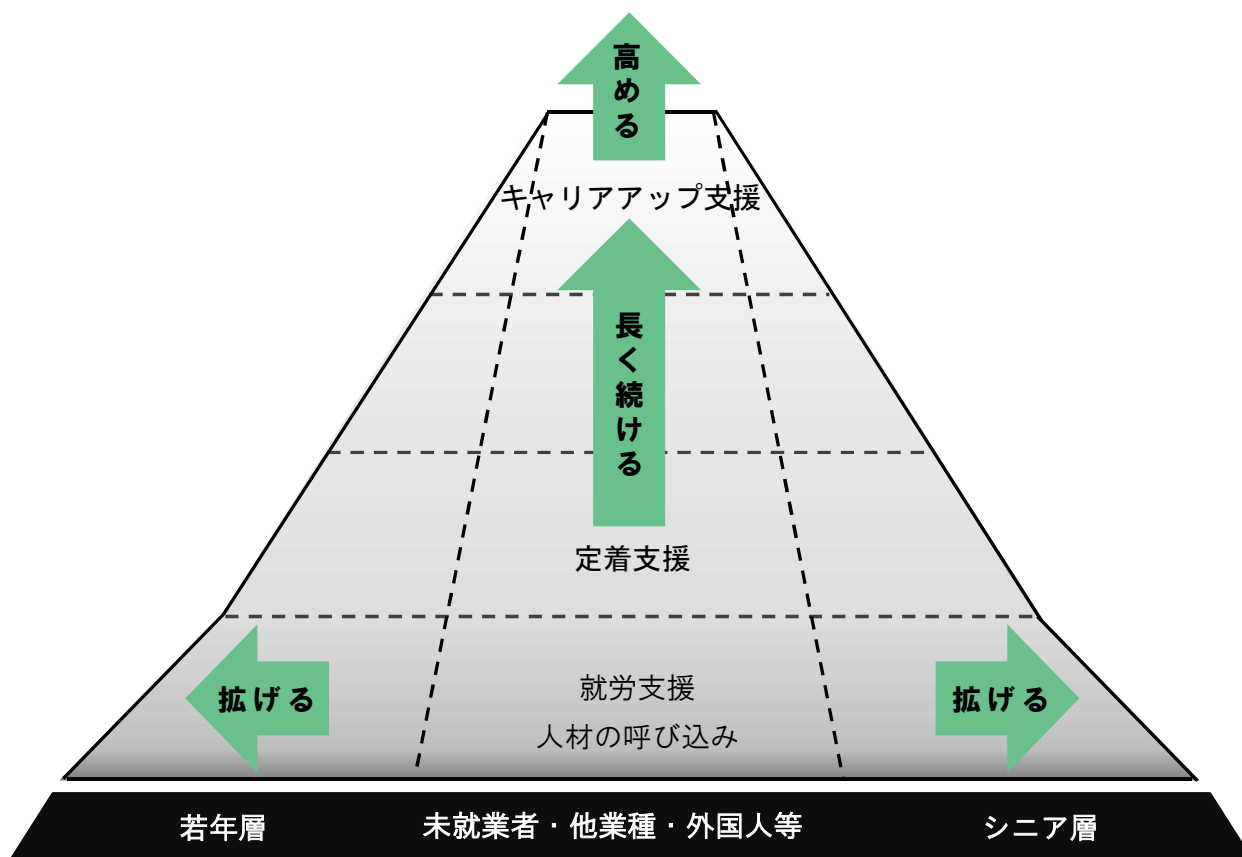 高める
キャリアアップ支援
長く続ける
定着支援
拡げる
就労支援
人材の呼び込み
拡げる
若年層
未就業者・他業種・外国人等
シニア層